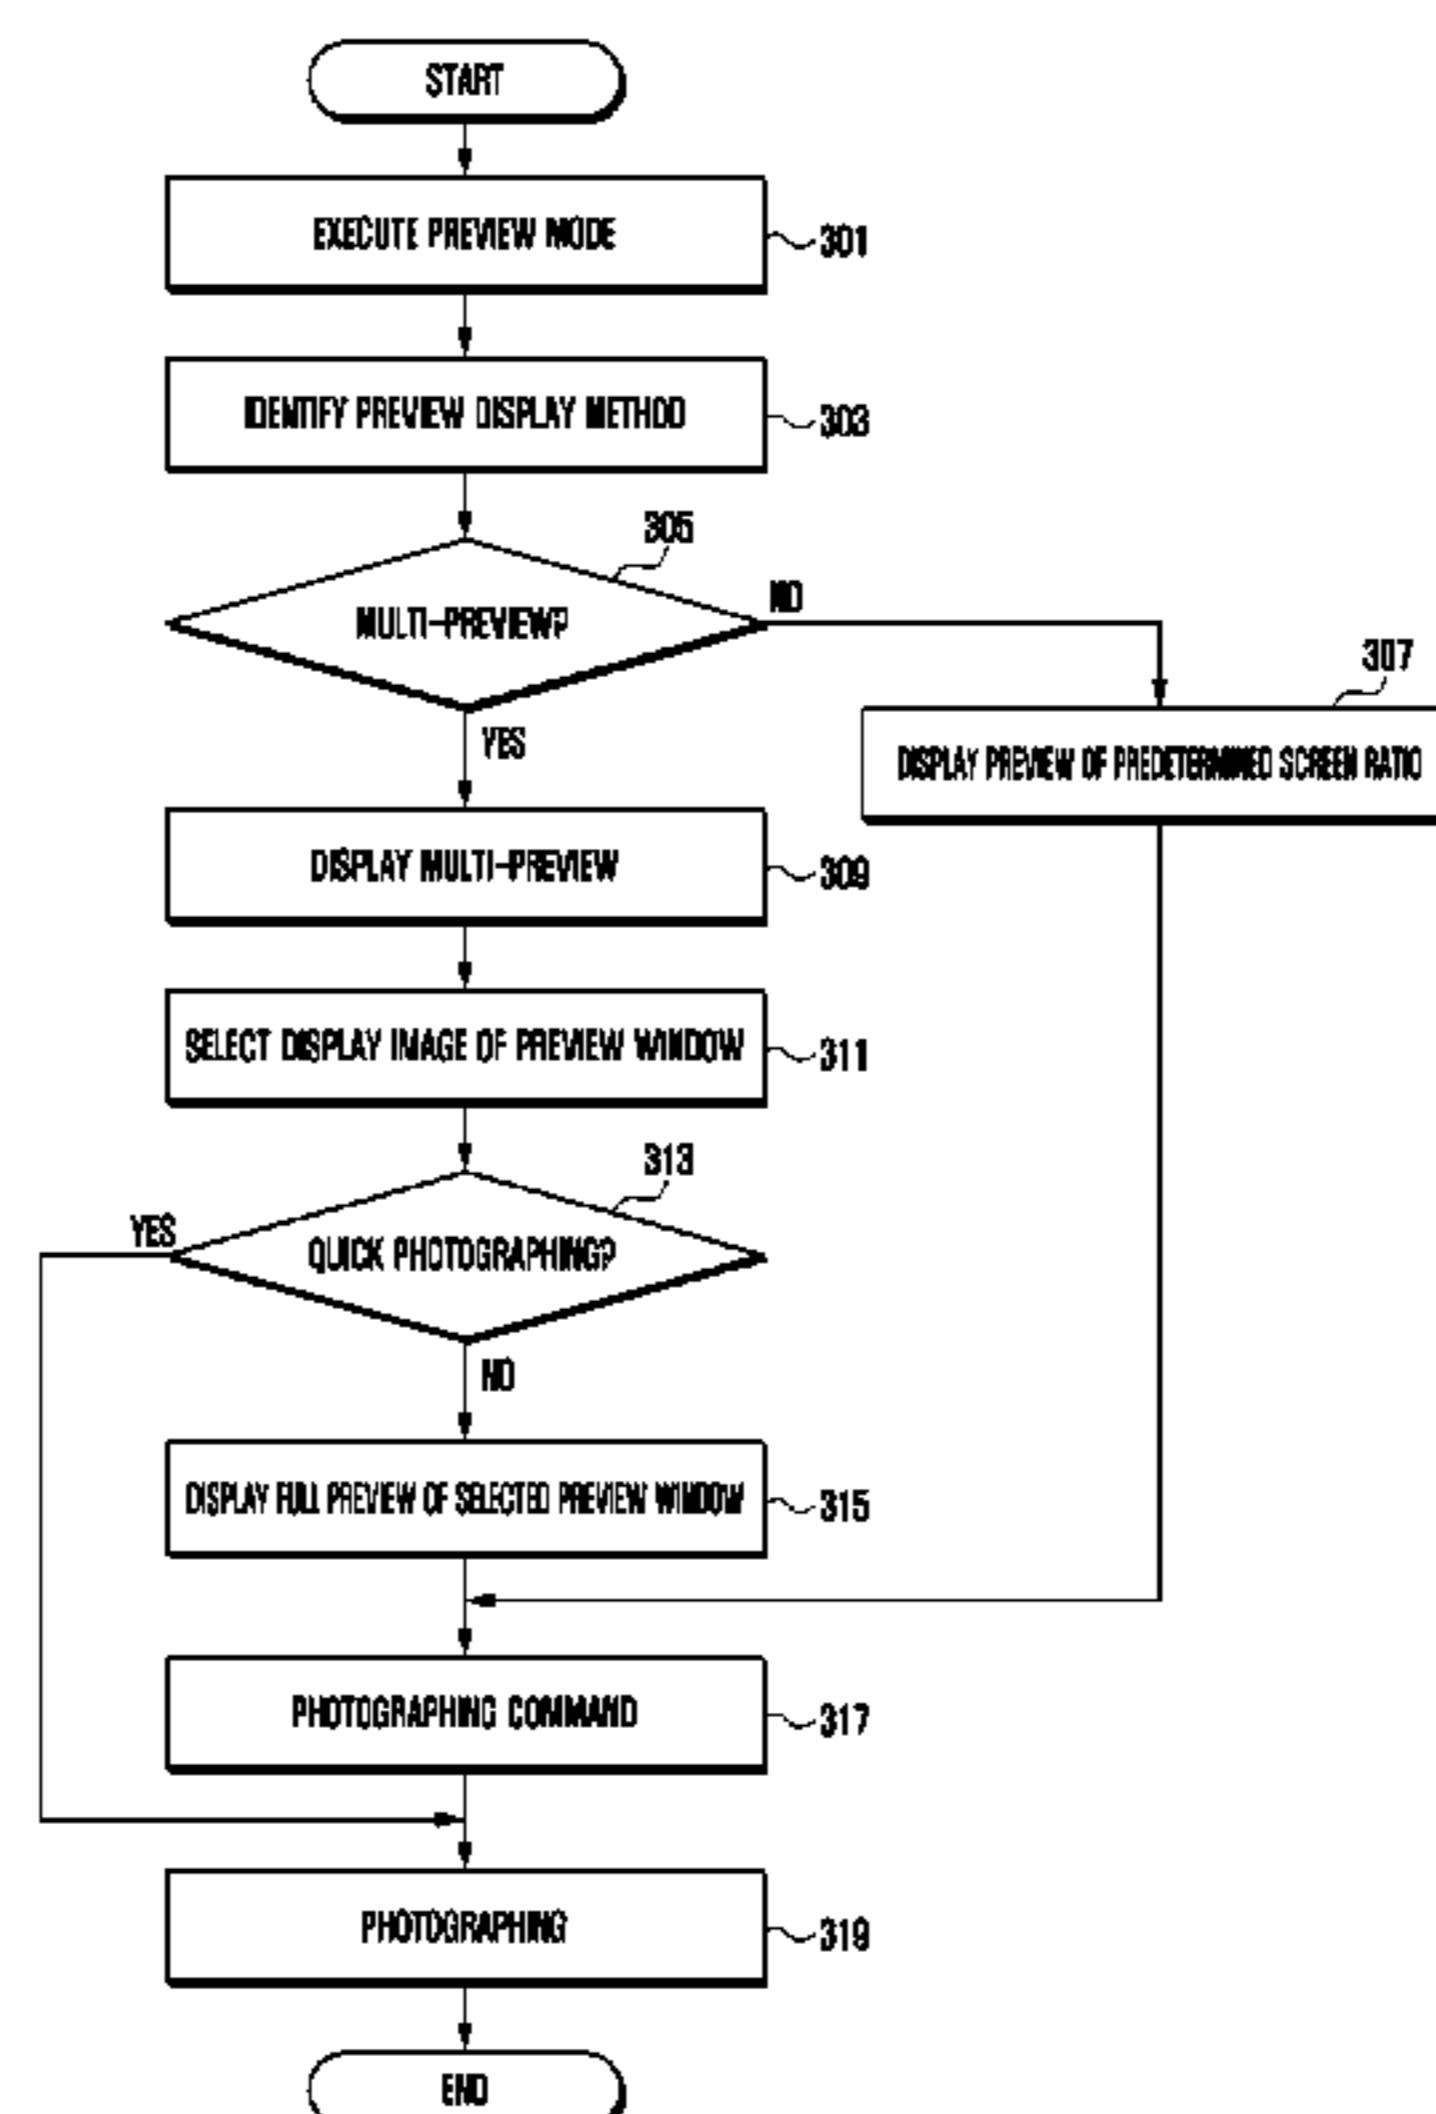 START
EXECUTE PREVIEW MODE
301
IDENTIFY PREVIEW DISPLAY METHOD
303
305
MULTI-PREVIEW?
NO
YES
307
DISPLAY PREVIEW OF PREDETERMINED SCREEN RATIO
DISPLAY MULTI-PREVIEW
309
SELECT DISPLAY IMAGE OF PREVIEW WINDOW
311
313
YES
QUICK PHOTOGRAPHING?
NO
DISPLAY FULL PREVIEW OF SELECTED PREVIEW WINDOW
315
PHOTOGRAPHING COMMAND
317
PHOTOGRAPHING
319
END